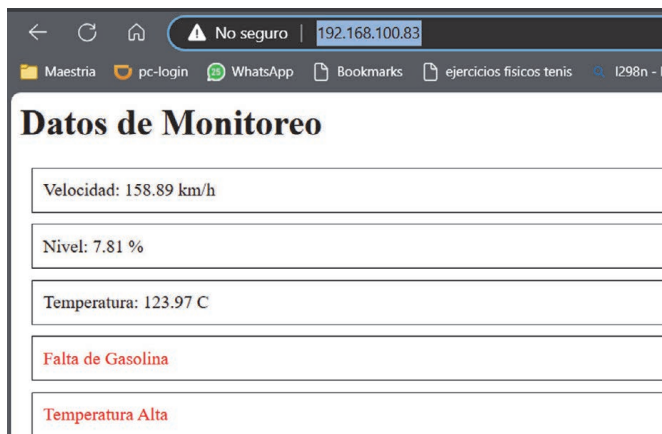 No seguro | 192.168.100.83
Maestria pc-login 25 WhatsApp Bookmarks ejercicios fisicos tenis l298n -
Datos de Monitoreo
Velocidad: 158.89 km/h
Nivel: 7.81 %
Temperatura: 123.97 C
Falta de Gasolina
Temperatura Alta